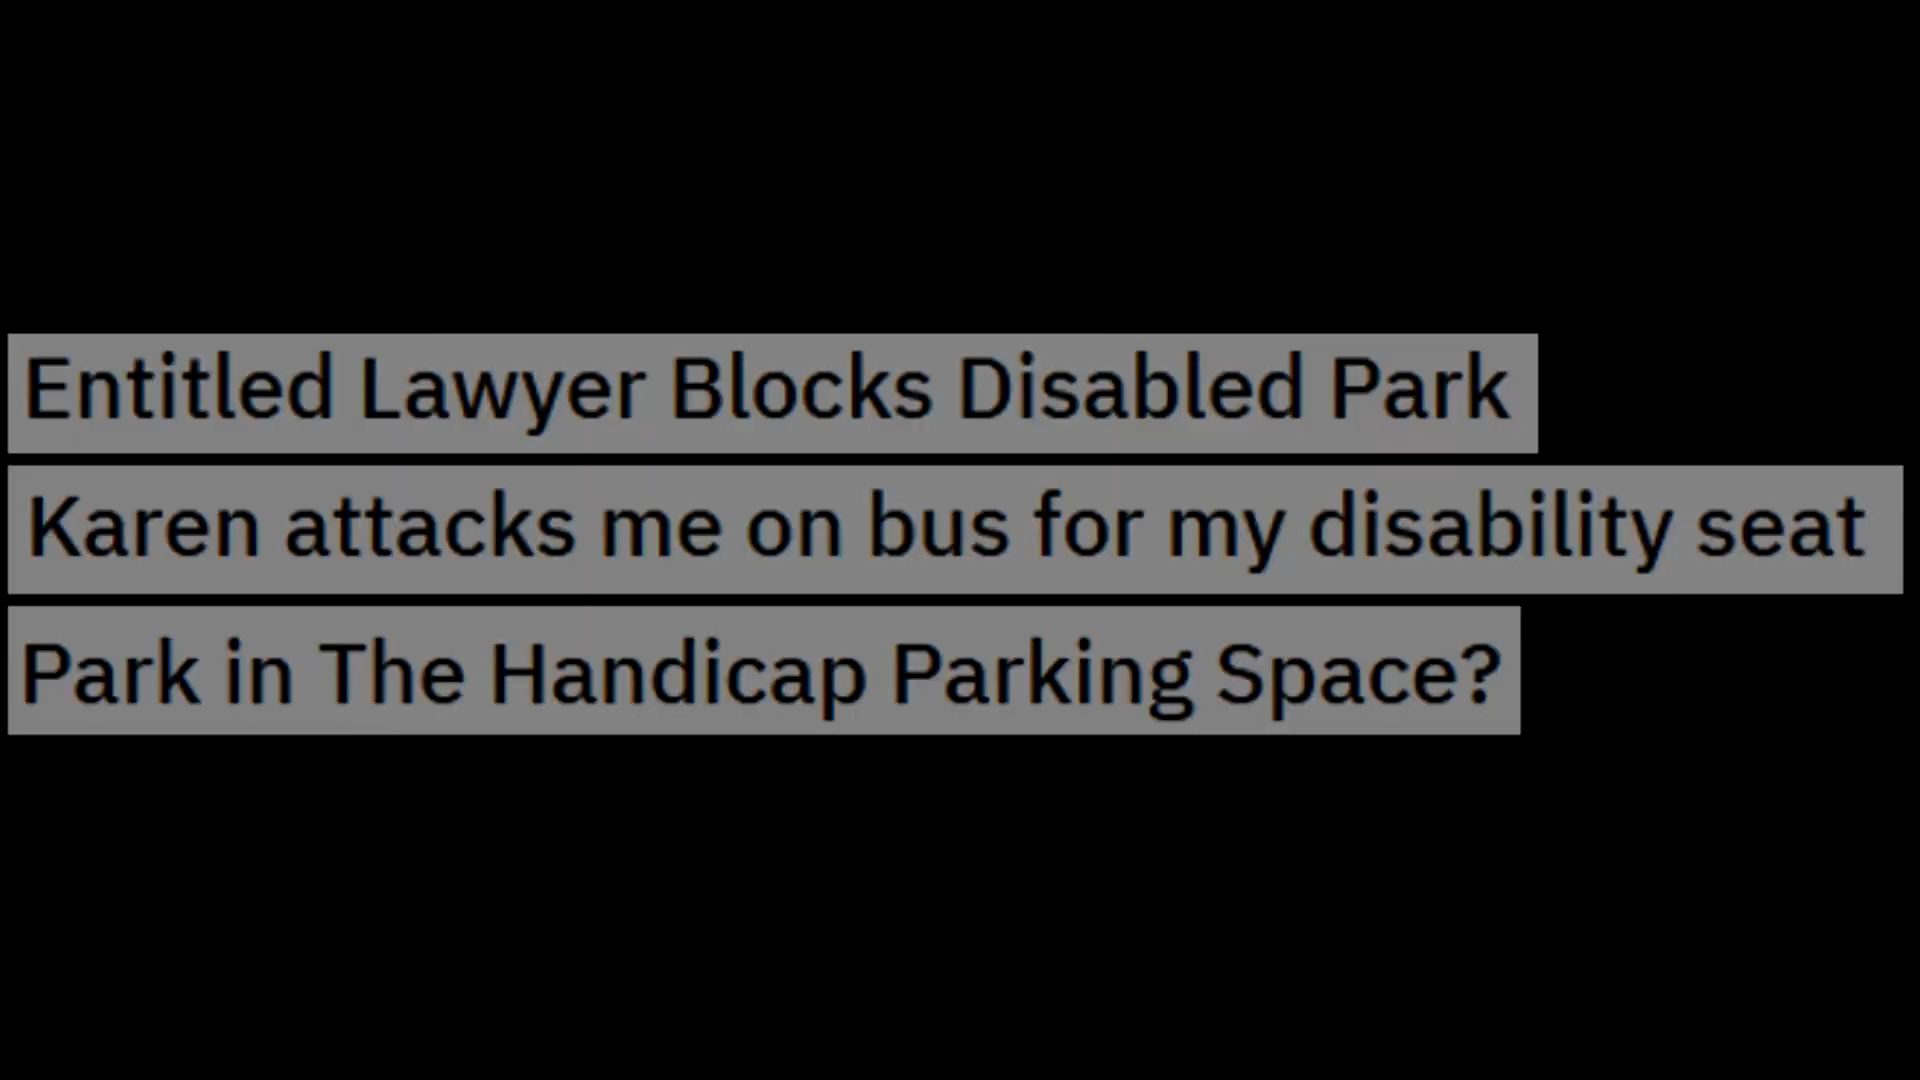 Entitled Lawyer Blocks Disabled Park
Karen attacks me on bus for my disability seat
Park in The Handicap Parking Space?